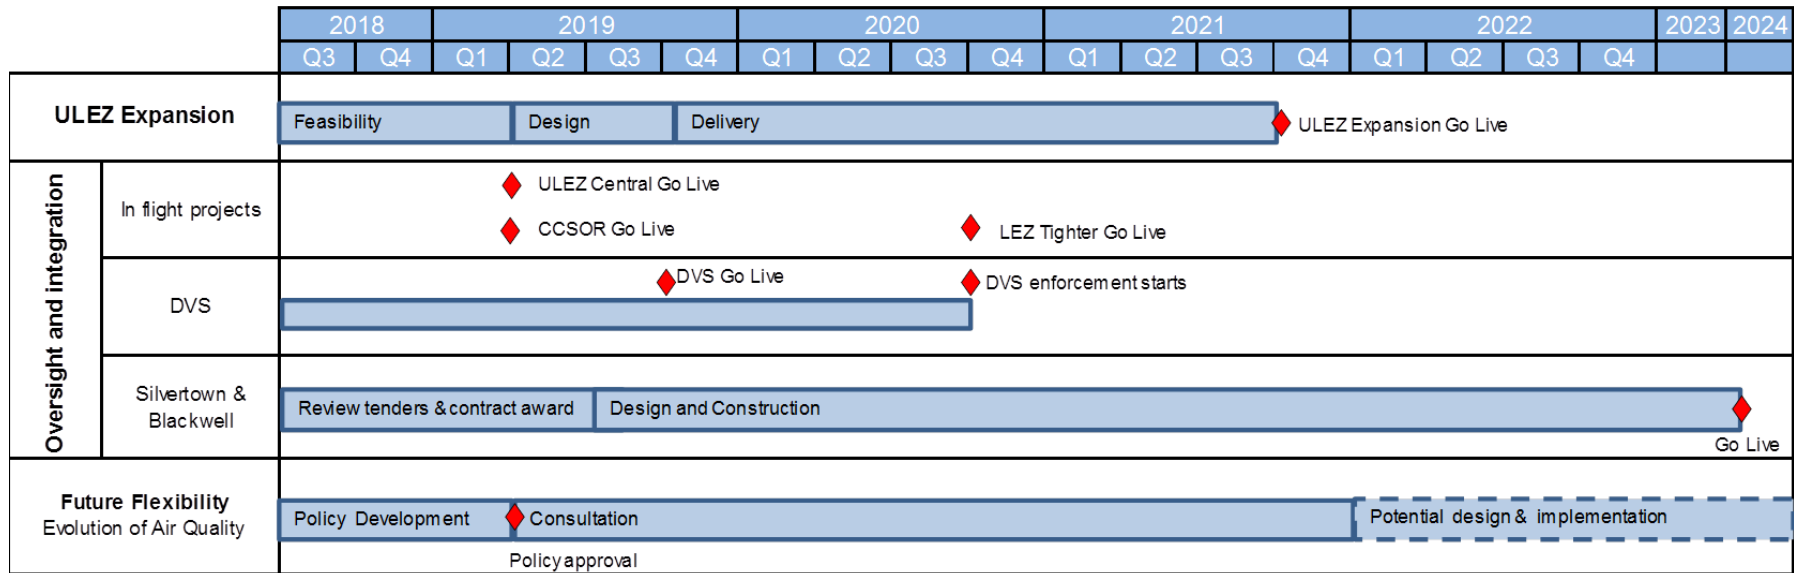 2018 2019 2020 2021 2022 2023 2024
Q3 Q4 Q1 Q2 Q3 Q4 Q1 Q2 Q3 Q4 Q1 Q2 Q3 Q4 Q1 Q2 Q3 Q4
ULEZ Expansion
Feasibility
Design
Delivery
ULEZ Expansion Go Live
Oversight and integration
In flight projects
ULEZ Central Go Live
CCSOR Go Live
LEZ Tighter Go Live
DVS
DVS Go Live
DVS enforcement starts
Silvertown &
Blackwell
Review tenders & contract award
Design and Construction
Go Live
Future Flexibility
Evolution of Air Quality
Policy Development
Consultation
Potential design & implementation
Policy approval